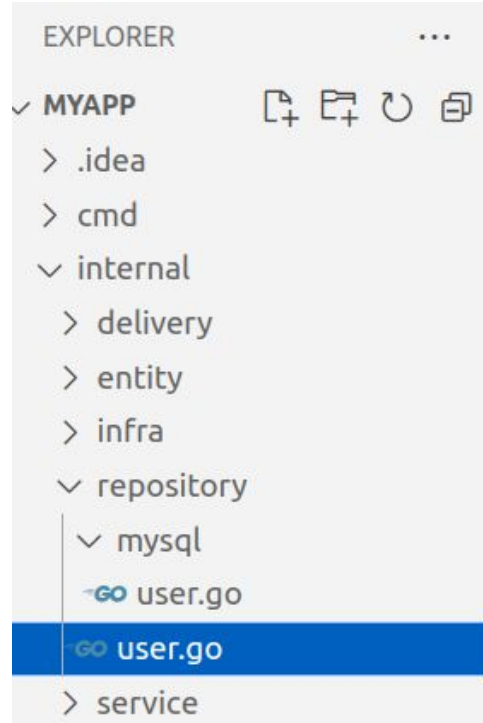 EXPLORER ...
MYAPP
.idea
cmd
internal
delivery
entity
infra
repository
mysql
GO user.go
GO user.go
service